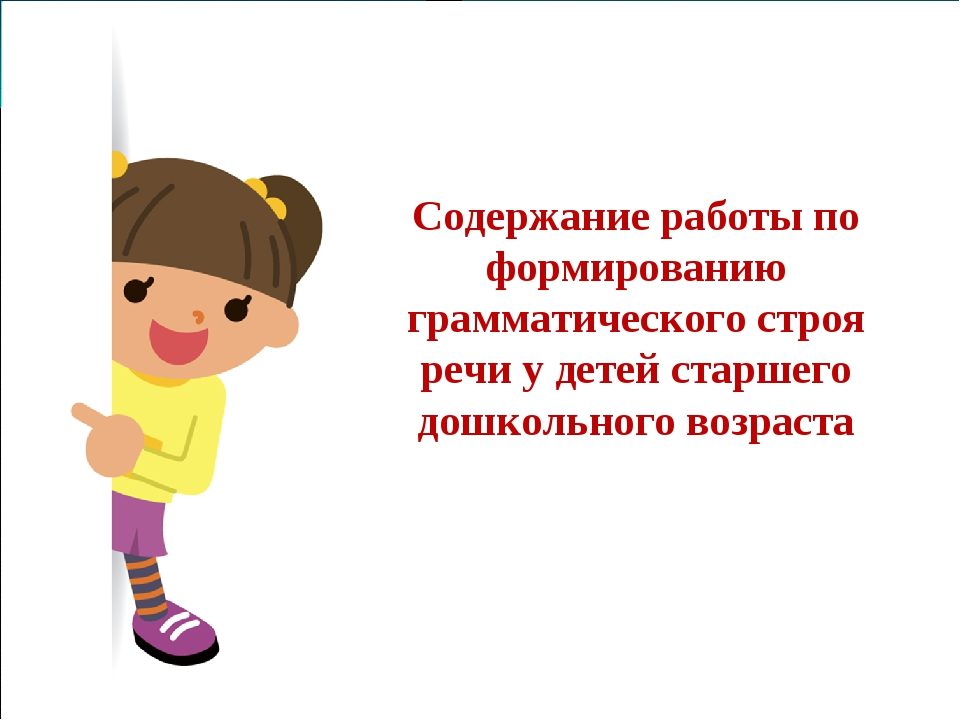 Содержание работы по
формированию
грамматического строя
речи у детей старшего
дошкольного возраста